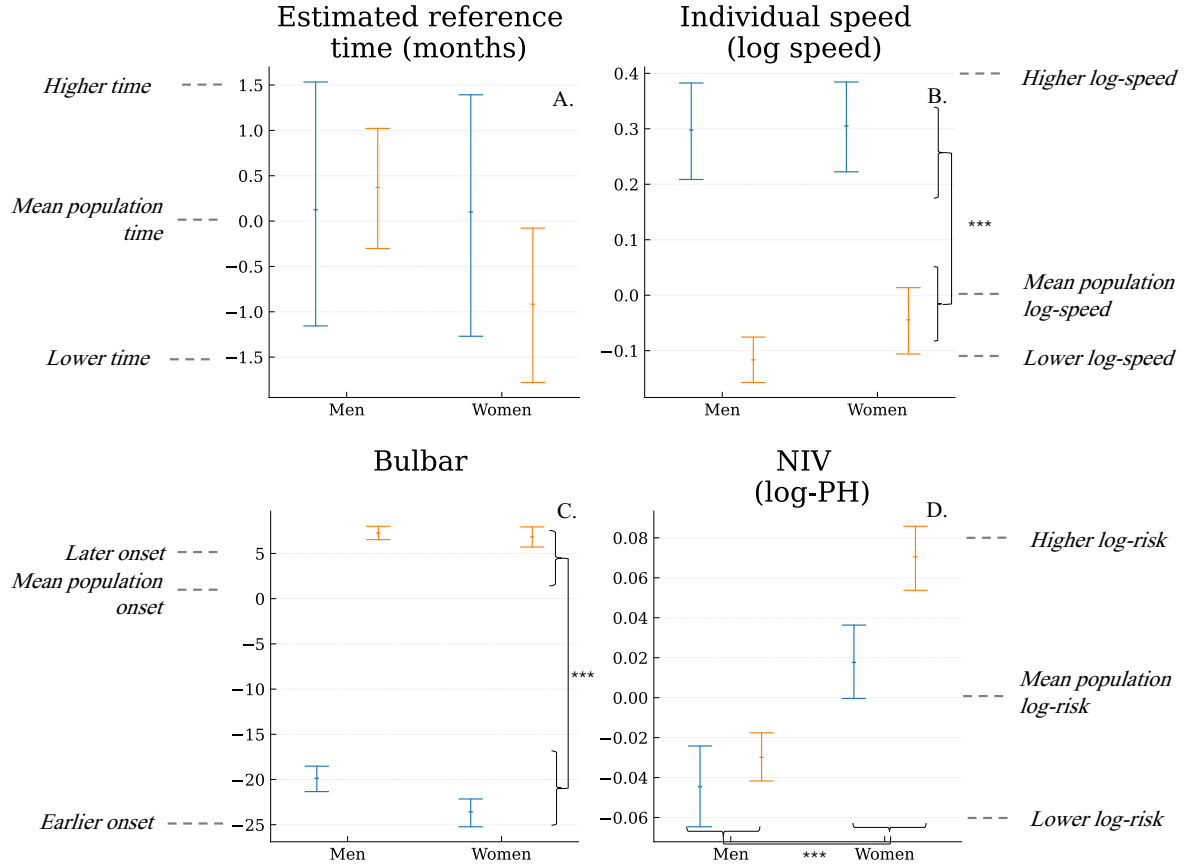 Estimated reference
time (months)
Higher time
1.5
A.
1.0
0.5
Mean population
time
0.0
−0.5
−1.0
Lower time
−1.5
Men
Women
Individual speed
(log speed)
0.4
Higher log-speed
B.
0.3
0.2
0.1
***
0.0
Mean population
log-speed
−0.1
Lower log-speed
Men
Women
Bulbar
C.
Later onset
5
Mean population
onset
0
−5
***
−10
−15
−20
Earlier onset
−25
Men
Women
NIV
(log-PH)
D.
0.08
Higher log-risk
0.06
0.04
0.02
0.00
Mean population
log-risk
−0.02
−0.04
−0.06
Lower log-risk
Men
***
Women